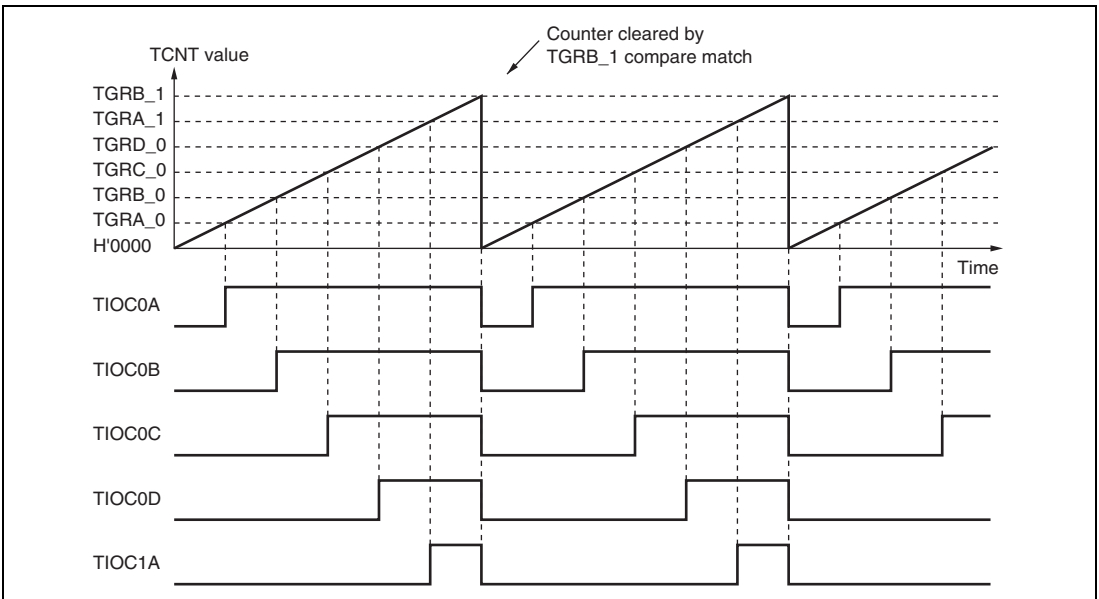 Counter cleared by
TGRB_1 compare match
TCNT value
TGRB_1
TGRA_1
TGRD_0
TGRC_0
TGRB_0
TGRA_0
H'0000
Time
TIOC0A
TIOC0B
TIOC0C
TIOC0D
TIOC1A